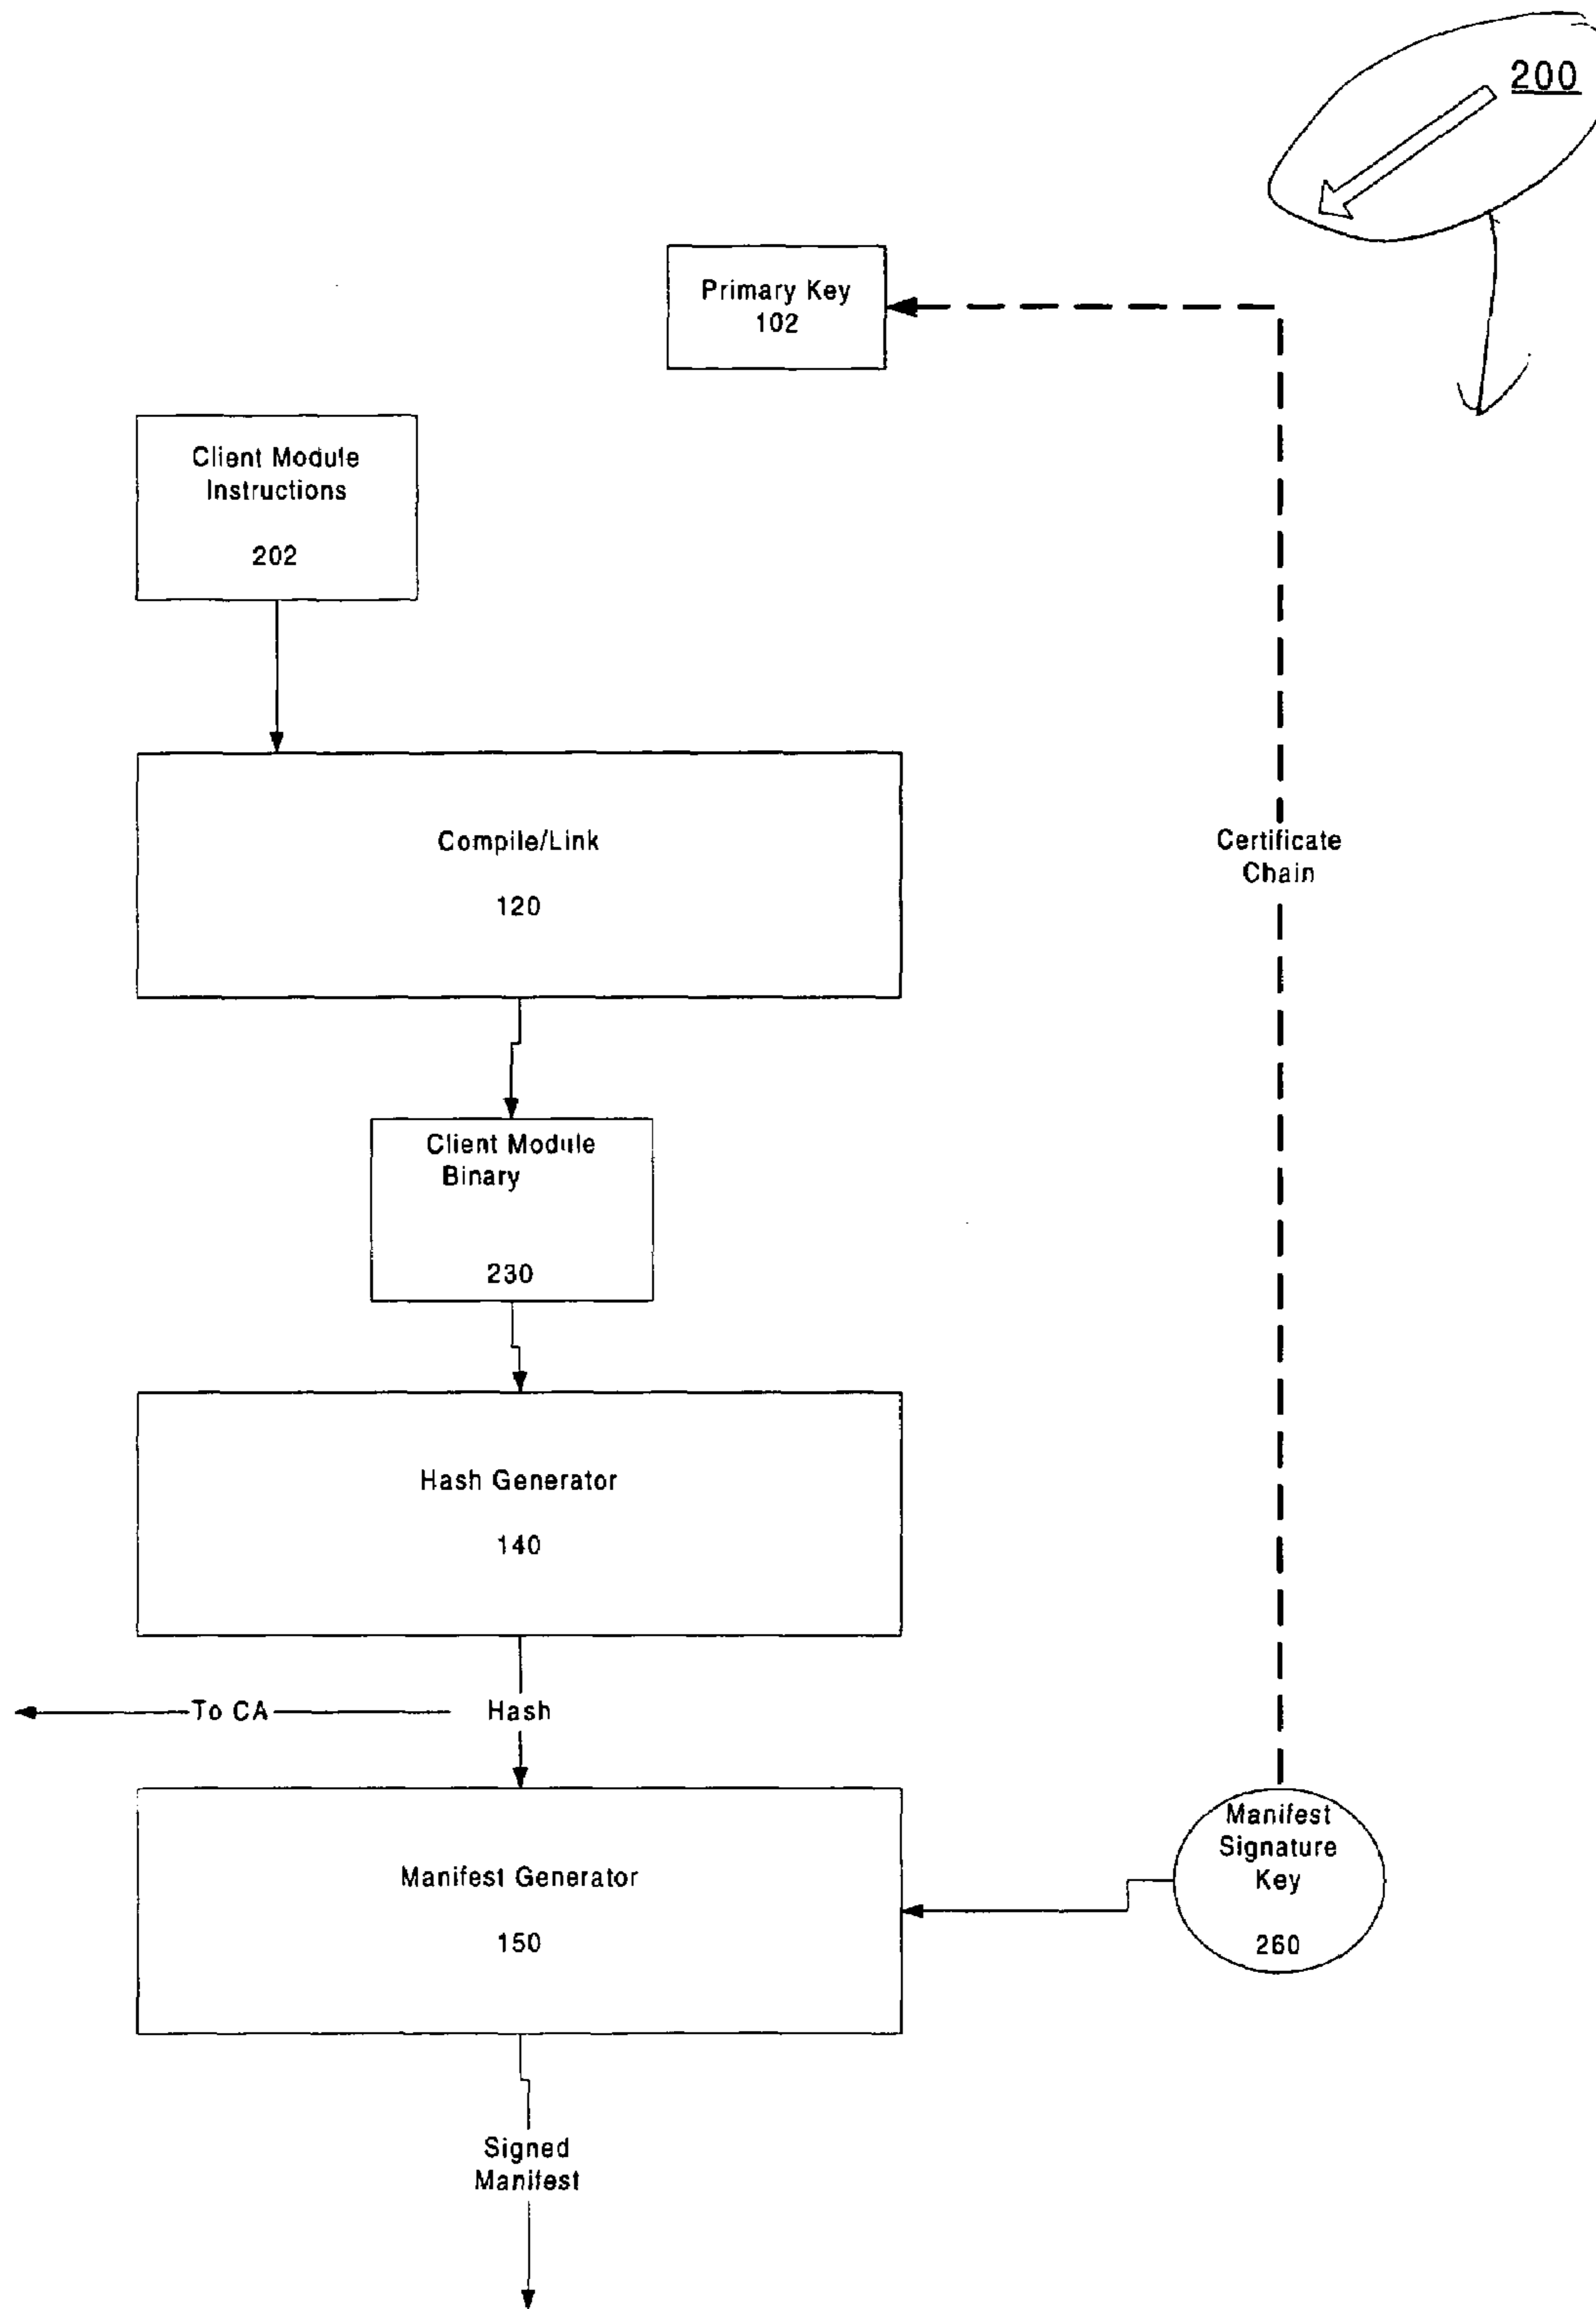 200
Primary Key
102
Client Module
Instructions
202
Compile/Link
120
Certificate
Chain
Client Module
Binary
230
Hash Generator
140
To CA
Hash
Manifest Generator
150
Manifest
Signature
Key
260
Signed
Manifest